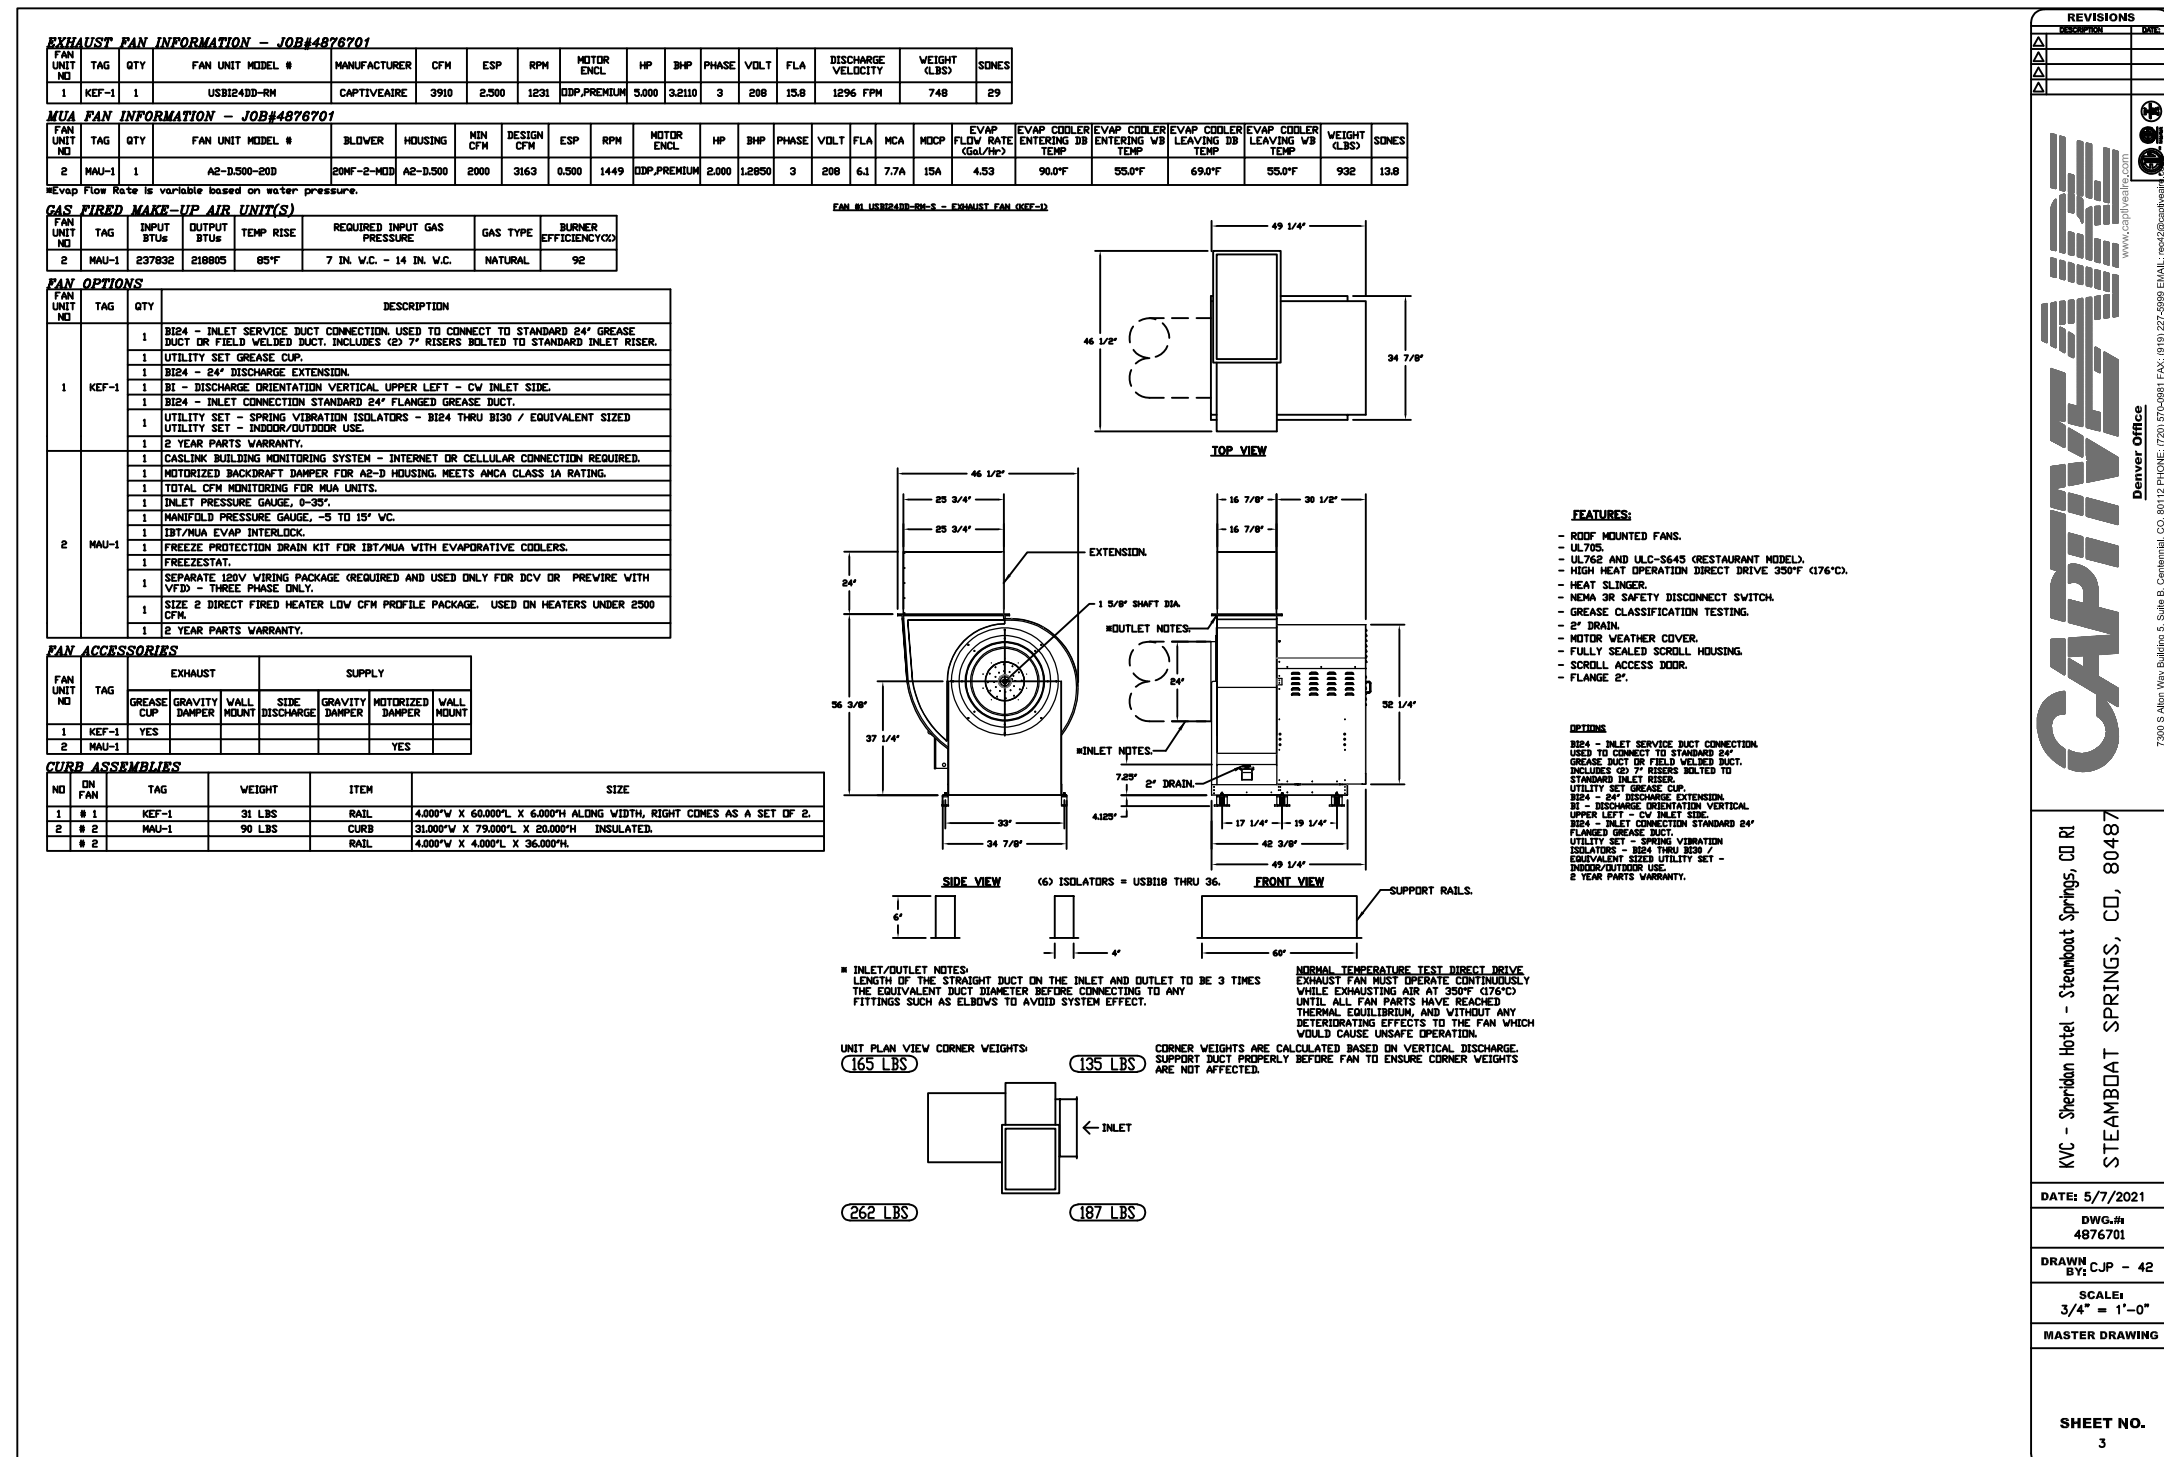 EXHAUST FAN INFORMATION - JOB#4876701
FAN UNIT NO TAG QTY FAN UNIT MODEL # MANUFACTURER CFM ESP RPM MOTOR ENCL HP BHP PHASE VOLT FLA DISCHARGE VELOCITY WEIGHT (LBS) SONES
1 KEF-1 1 USBI24DD-RM CAPTIVEAIRE 3910 2.500 1231 ODP,PREMIUM 5.000 3.2110 3 208 15.8 1296 FPM 748 29
MUA FAN INFORMATION - JOB#4876701
FAN UNIT NO TAG QTY FAN UNIT MODEL # BLOWER HOUSING MIN CFM DESIGN CFM ESP RPM MOTOR ENCL HP BHP PHASE VOLT FLA MCA MOCP EVAP FLOW RATE (Gal/Hr) EVAP COOLER ENTERING DB TEMP EVAP COOLER ENTERING WB TEMP EVAP COOLER LEAVING DB TEMP EVAP COOLER LEAVING WB TEMP WEIGHT (LBS) SONES
2 MAU-1 1 A2-D.500-20D 20MF-2-MOD A2-D.500 2000 3163 0.500 1449 ODP,PREMIUM 2.000 1.2850 3 208 6.1 7.7A 15A 4.53 90.0°F 55.0°F 69.0°F 55.0°F 932 13.8
*Evap Flow Rate is variable based on water pressure.
GAS FIRED MAKE-UP AIR UNIT(S)
FAN UNIT NO TAG INPUT BTUs OUTPUT BTUs TEMP RISE REQUIRED INPUT GAS PRESSURE GAS TYPE BURNER EFFICIENCY(%)
2 MAU-1 237832 218805 85°F 7 IN. W.C. - 14 IN. W.C. NATURAL 92
FAN OPTIONS
FAN UNIT NO TAG QTY DESCRIPTION
1 KEF-1
1 BI24 - INLET SERVICE DUCT CONNECTION. USED TO CONNECT TO STANDARD 24" GREASE
DUCT OR FIELD WELDED DUCT. INCLUDES (2) 7" RISERS BOLTED TO STANDARD INLET RISER.
1 UTILITY SET GREASE CUP.
1 BI24 - 24" DISCHARGE EXTENSION.
1 BI - DISCHARGE ORIENTATION VERTICAL UPPER LEFT - CW INLET SIDE.
1 BI24 - INLET CONNECTION STANDARD 24" FLANGED GREASE DUCT.
1 UTILITY SET - SPRING VIBRATION ISOLATORS - BI24 THRU BI30 / EQUIVALENT SIZED
UTILITY SET - INDOOR/OUTDOOR USE.
1 2 YEAR PARTS WARRANTY.
2 MAU-1
1 CASLINK BUILDING MONITORING SYSTEM - INTERNET OR CELLULAR CONNECTION REQUIRED.
1 MOTORIZED BACKDRAFT DAMPER FOR A2-D HOUSING. MEETS AMCA CLASS 1A RATING.
1 TOTAL CFM MONITORING FOR MUA UNITS.
1 INLET PRESSURE GAUGE, 0-35".
1 MANIFOLD PRESSURE GAUGE, -5 TO 15" WC.
1 IBT/MUA EVAP INTERLOCK.
1 FREEZE PROTECTION DRAIN KIT FOR IBT/MUA WITH EVAPORATIVE COOLERS.
1 FREEZESTAT.
1 SEPARATE 120V WIRING PACKAGE (REQUIRED AND USED ONLY FOR DCV OR PREWIRE WITH
VFD) - THREE PHASE ONLY.
1 SIZE 2 DIRECT FIRED HEATER LOW CFM PROFILE PACKAGE. USED ON HEATERS UNDER 2500
CFM.
1 2 YEAR PARTS WARRANTY.
FAN ACCESSORIES
FAN UNIT NO TAG EXHAUST SUPPLY
GREASE CUP GRAVITY DAMPER WALL MOUNT SIDE DISCHARGE GRAVITY DAMPER MOTORIZED DAMPER WALL MOUNT
1 KEF-1 YES
2 MAU-1 YES
CURB ASSEMBLIES
NO ON FAN TAG WEIGHT ITEM SIZE
1 # 1 KEF-1 31 LBS RAIL 4.000"W X 60.000"L X 6.000"H ALONG WIDTH, RIGHT COMES AS A SET OF 2.
2 # 2 MAU-1 90 LBS CURB 31.000"W X 79.000"L X 20.000"H INSULATED.
# 2 RAIL 4.000"W X 4.000"L X 36.000"H.
FAN #1 USBI24DD-RM-S - EXHAUST FAN (KEF-1)
49 1/4"
46 1/2"
34 7/8"
TOP VIEW
46 1/2"
25 3/4"
25 3/4"
EXTENSION.
24"
1 5/8" SHAFT DIA.
56 3/8"
37 1/4"
33"
34 7/8"
SIDE VIEW
16 7/8" 30 1/2"
16 7/8"
*OUTLET NOTES.
24"
52 1/4"
*INLET NOTES.
7.25"
2" DRAIN.
4.125"
17 1/4" 19 1/4"
42 3/8"
49 1/4"
(6) ISOLATORS = USBI18 THRU 36.
FRONT VIEW
6"
4"
60"
SUPPORT RAILS.
* INLET/OUTLET NOTES:
LENGTH OF THE STRAIGHT DUCT ON THE INLET AND OUTLET TO BE 3 TIMES
THE EQUIVALENT DUCT DIAMETER BEFORE CONNECTING TO ANY
FITTINGS SUCH AS ELBOWS TO AVOID SYSTEM EFFECT.
NORMAL TEMPERATURE TEST DIRECT DRIVE
EXHAUST FAN MUST OPERATE CONTINUOUSLY
WHILE EXHAUSTING AIR AT 350°F (176°C)
UNTIL ALL FAN PARTS HAVE REACHED
THERMAL EQUILIBRIUM, AND WITHOUT ANY
DETERIORATING EFFECTS TO THE FAN WHICH
WOULD CAUSE UNSAFE OPERATION.
UNIT PLAN VIEW CORNER WEIGHTS:
165 LBS
135 LBS
CORNER WEIGHTS ARE CALCULATED BASED ON VERTICAL DISCHARGE.
SUPPORT DUCT PROPERLY BEFORE FAN TO ENSURE CORNER WEIGHTS
ARE NOT AFFECTED.
INLET
262 LBS
187 LBS
FEATURES:
- ROOF MOUNTED FANS.
- UL705.
- UL762 AND ULC-S645 (RESTAURANT MODEL).
- HIGH HEAT OPERATION DIRECT DRIVE 350°F (176°C).
- HEAT SLINGER.
- NEMA 3R SAFETY DISCONNECT SWITCH.
- GREASE CLASSIFICATION TESTING.
- 2" DRAIN.
- MOTOR WEATHER COVER.
- FULLY SEALED SCROLL HOUSING.
- SCROLL ACCESS DOOR.
- FLANGE 2".
OPTIONS
BI24 - INLET SERVICE DUCT CONNECTION.
USED TO CONNECT TO STANDARD 24"
GREASE DUCT OR FIELD WELDED DUCT.
INCLUDES (2) 7" RISERS BOLTED TO
STANDARD INLET RISER.
UTILITY SET GREASE CUP.
BI24 - 24" DISCHARGE EXTENSION.
BI - DISCHARGE ORIENTATION VERTICAL
UPPER LEFT - CW INLET SIDE.
BI24 - INLET CONNECTION STANDARD 24"
FLANGED GREASE DUCT.
UTILITY SET - SPRING VIBRATION
ISOLATORS - BI24 THRU BI30 /
EQUIVALENT SIZED UTILITY SET -
INDOOR/OUTDOOR USE.
2 YEAR PARTS WARRANTY.
REVISIONS
DESCRIPTION DATE:
CAPTIVEAIRE
www.captiveaire.com
Denver Office
7300 S Alton Way Building 5, Suite B, Centennial, CO, 80112 PHONE: (720) 570-0981 FAX: (919) 227-5999 EMAIL: reo42@captiveaire
KVC - Sheridan Hotel - Steamboat Springs, CO R1
STEAMBOAT SPRINGS, CO, 80487
DATE: 5/7/2021
DWG.#:
4876701
DRAWN BY: CJP - 42
SCALE:
3/4" = 1'-0"
MASTER DRAWING
SHEET NO.
3